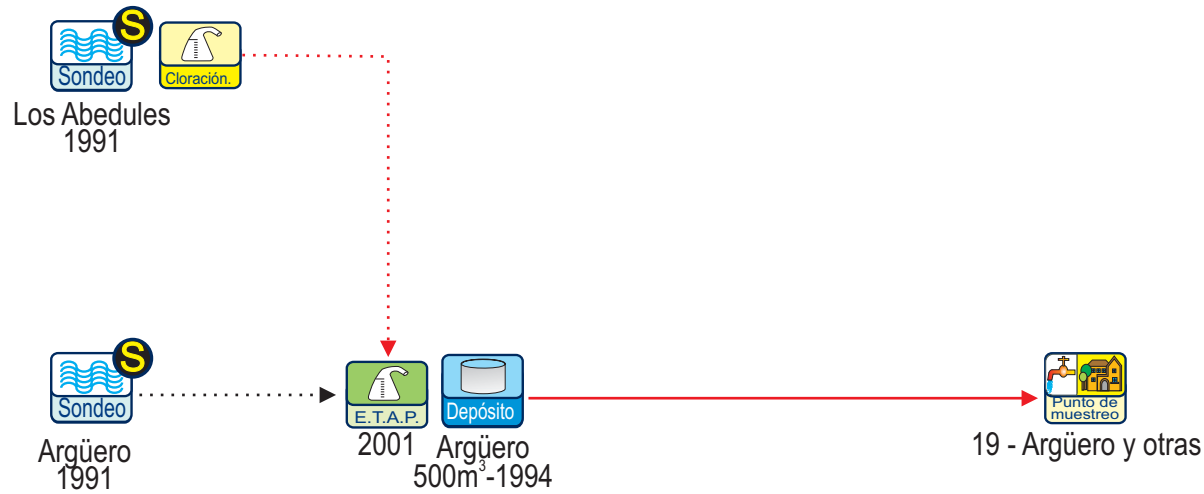 S
Sondeo
Cloración.
Los Abedules
1991
S
Sondeo
Argüero
1991
E.T.A.P.
2001
Depósito
Argüero
500m³-1994
Punto de
muestreo
19 - Argüero y otras